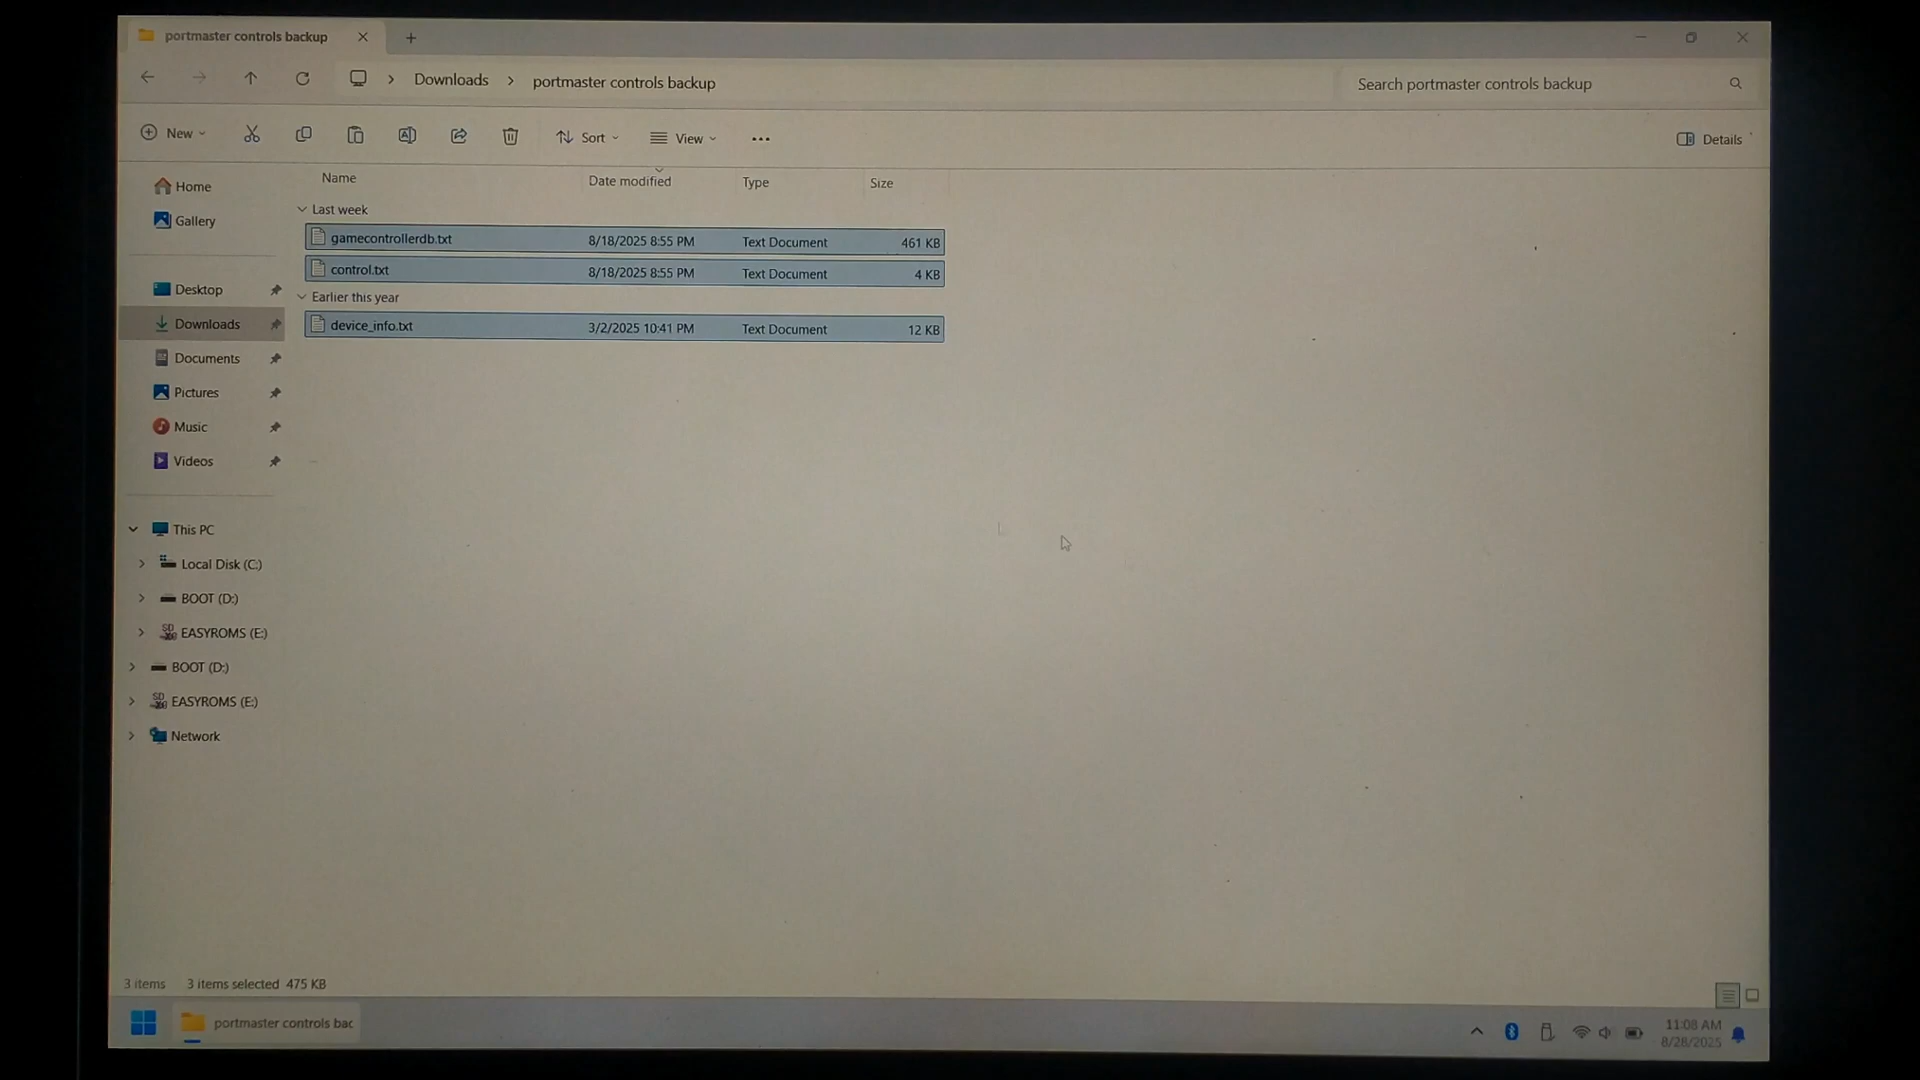 portmaster controls backup
Downloads > portmaster controls backup
Search portmaster controls backup
New
Sort
View
Details
Name
Date modified
Type
Size
Home
Gallery
Desktop
Downloads
Documents
Pictures
Music
Videos
This PC
Local Disk (C:)
BOOT (D:)
EASYROMS (E:)
BOOT (D:)
EASYROMS (E:)
Network
Last week
gamecontrollerdb.txt 8/18/2025 8:55 PM Text Document 461 KB
control.txt 8/18/2025 8:55 PM Text Document 4 KB
Earlier this year
device_info.txt 3/2/2025 10:41 PM Text Document 12 KB
3 items 3 items selected 475 KB
portmaster controls bac
11:08 AM
8/28/2025